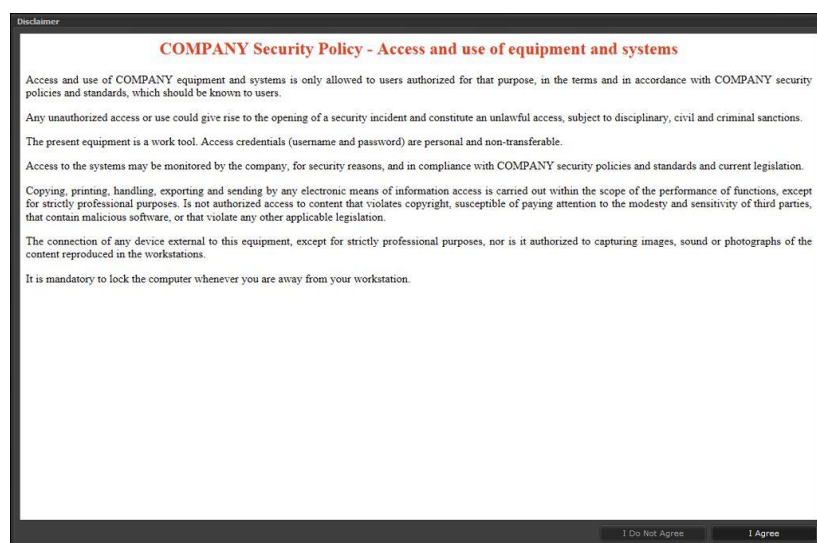 Disclaimer
COMPANY Security Policy - Access and use of equipment and systems
Access and use of COMPANY equipment and systems is only allowed to users authorized for that purpose, in the terms and in accordance with COMPANY security
policies and standards, which should be known to users.
Any unauthorized access or use could give rise to the opening of a security incident and constitute an unlawful access, subject to disciplinary, civil and criminal sanctions.
The present equipment is a work tool. Access credentials (username and password) are personal and non-transferable.
Access to the systems may be monitored by the company, for security reasons, and in compliance with COMPANY security policies and standards and current legislation.
Copying, printing, handling, exporting and sending by any electronic means of information access is carried out within the scope of the performance of functions, except
for strictly professional purposes. Is not authorized access to content that violates copyright, susceptible of paying attention to the modesty and sensitivity of third parties,
that contain malicious software, or that violate any other applicable legislation.
The connection of any device external to this equipment, except for strictly professional purposes, nor is it authorized to capturing images, sound or photographs of the
content reproduced in the workstations.
It is mandatory to lock the computer whenever you are away from your workstation.
I Do Not Agree I Agree